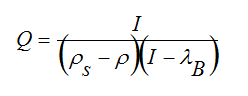 Q = I / ((ρ_s − ρ)(I − λ_B))